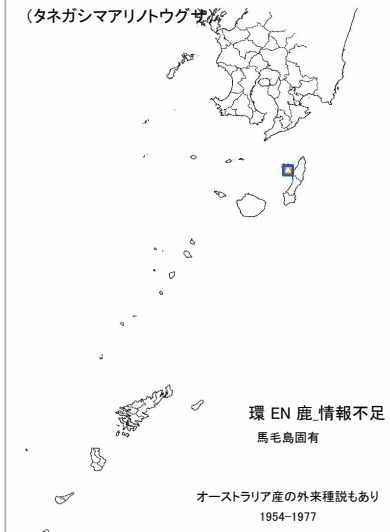 （タネガシマアリノトウグサ）
環 EN 鹿_情報不足
馬毛島固有
オーストラリア産の外来種説もあり
1954-1977